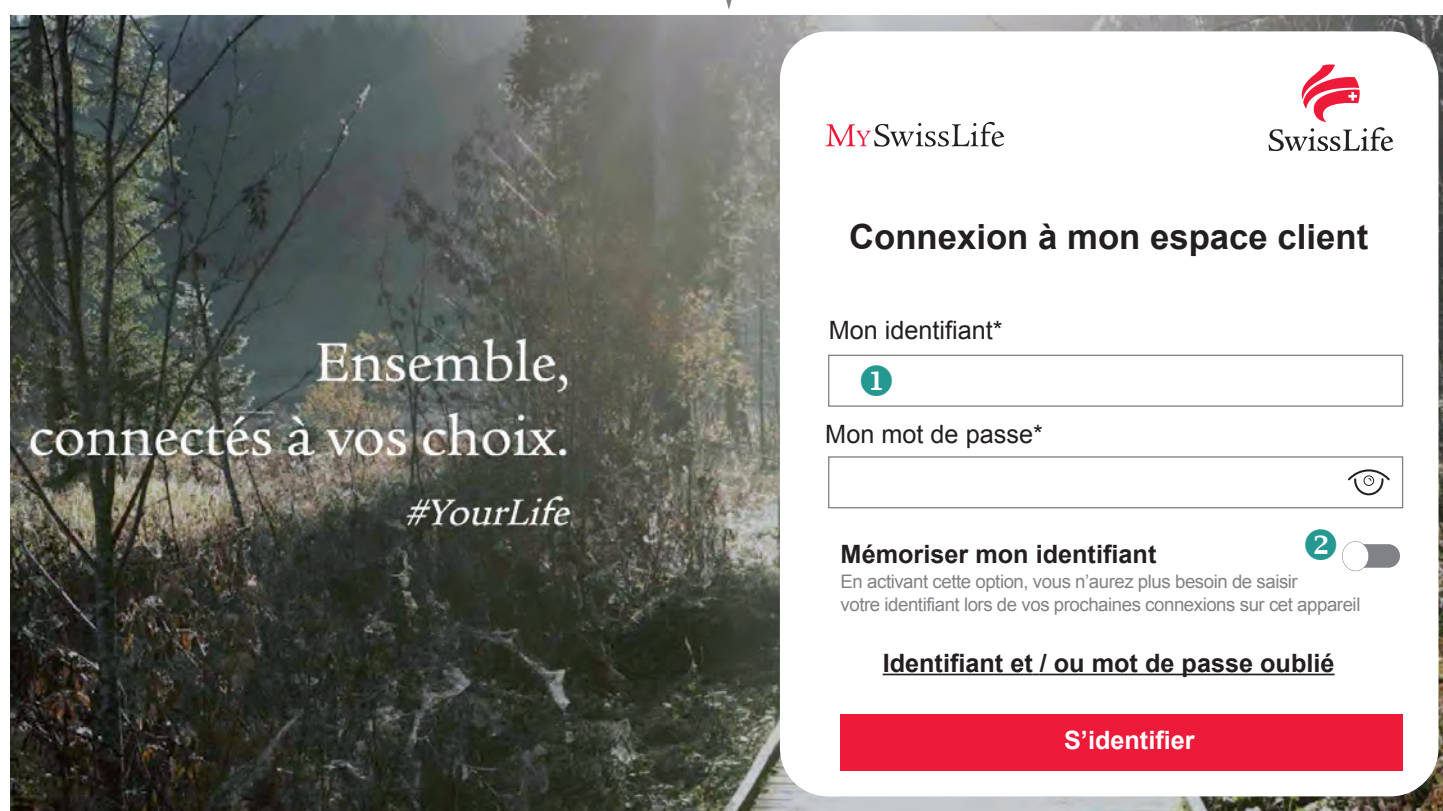 Ensemble,
connectés à vos choix.
#YourLife
MySwissLife
SwissLife
Connexion à mon espace client
Mon identifiant*
1
Mon mot de passe*
Mémoriser mon identifiant
2
En activant cette option, vous n’aurez plus besoin de saisir
votre identifiant lors de vos prochaines connexions sur cet appareil
Identifiant et / ou mot de passe oublié
S’identifier